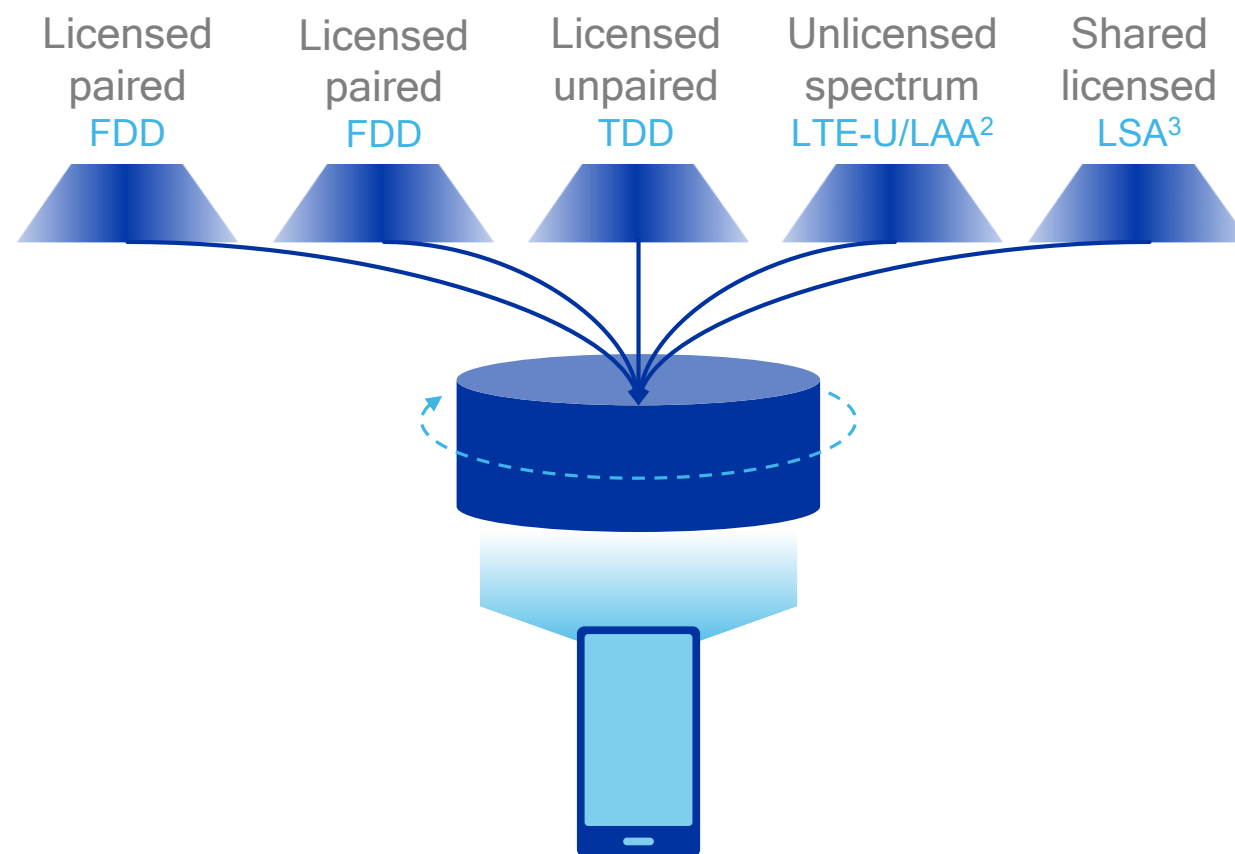 Licensed
paired
FDD
Licensed
paired
FDD
Licensed
unpaired
TDD
Unlicensed
spectrum
LTE-U/LAA²
Shared
licensed
LSA³